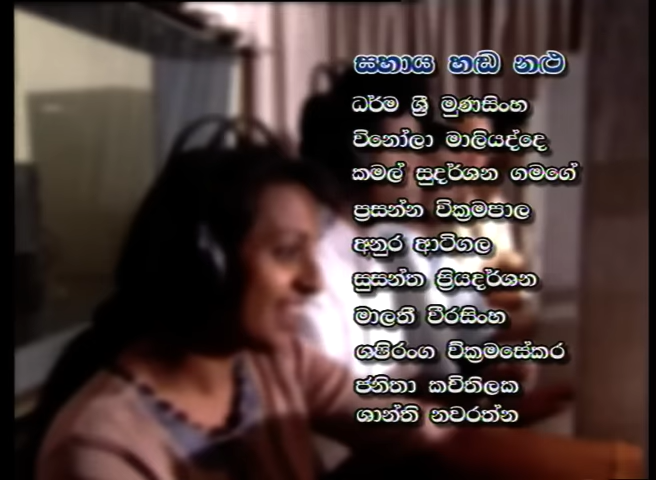 සහාය හඬ නළු
ධර්ම ශ්‍රී මුණසිංහ
විනෝලා මාලියද්දෙ
කමල් සුදර්ශන ගමගේ
ප්‍රසන්න වික්‍රමපාල
අනුර ආටිගල
සුසන්ත ප්‍රියදර්ශන
මාලතී වීරසිංහ
ශෂිරංග වික්‍රමසේකර
ජනිතා කවිතිලක
ශාන්ති නවරත්න